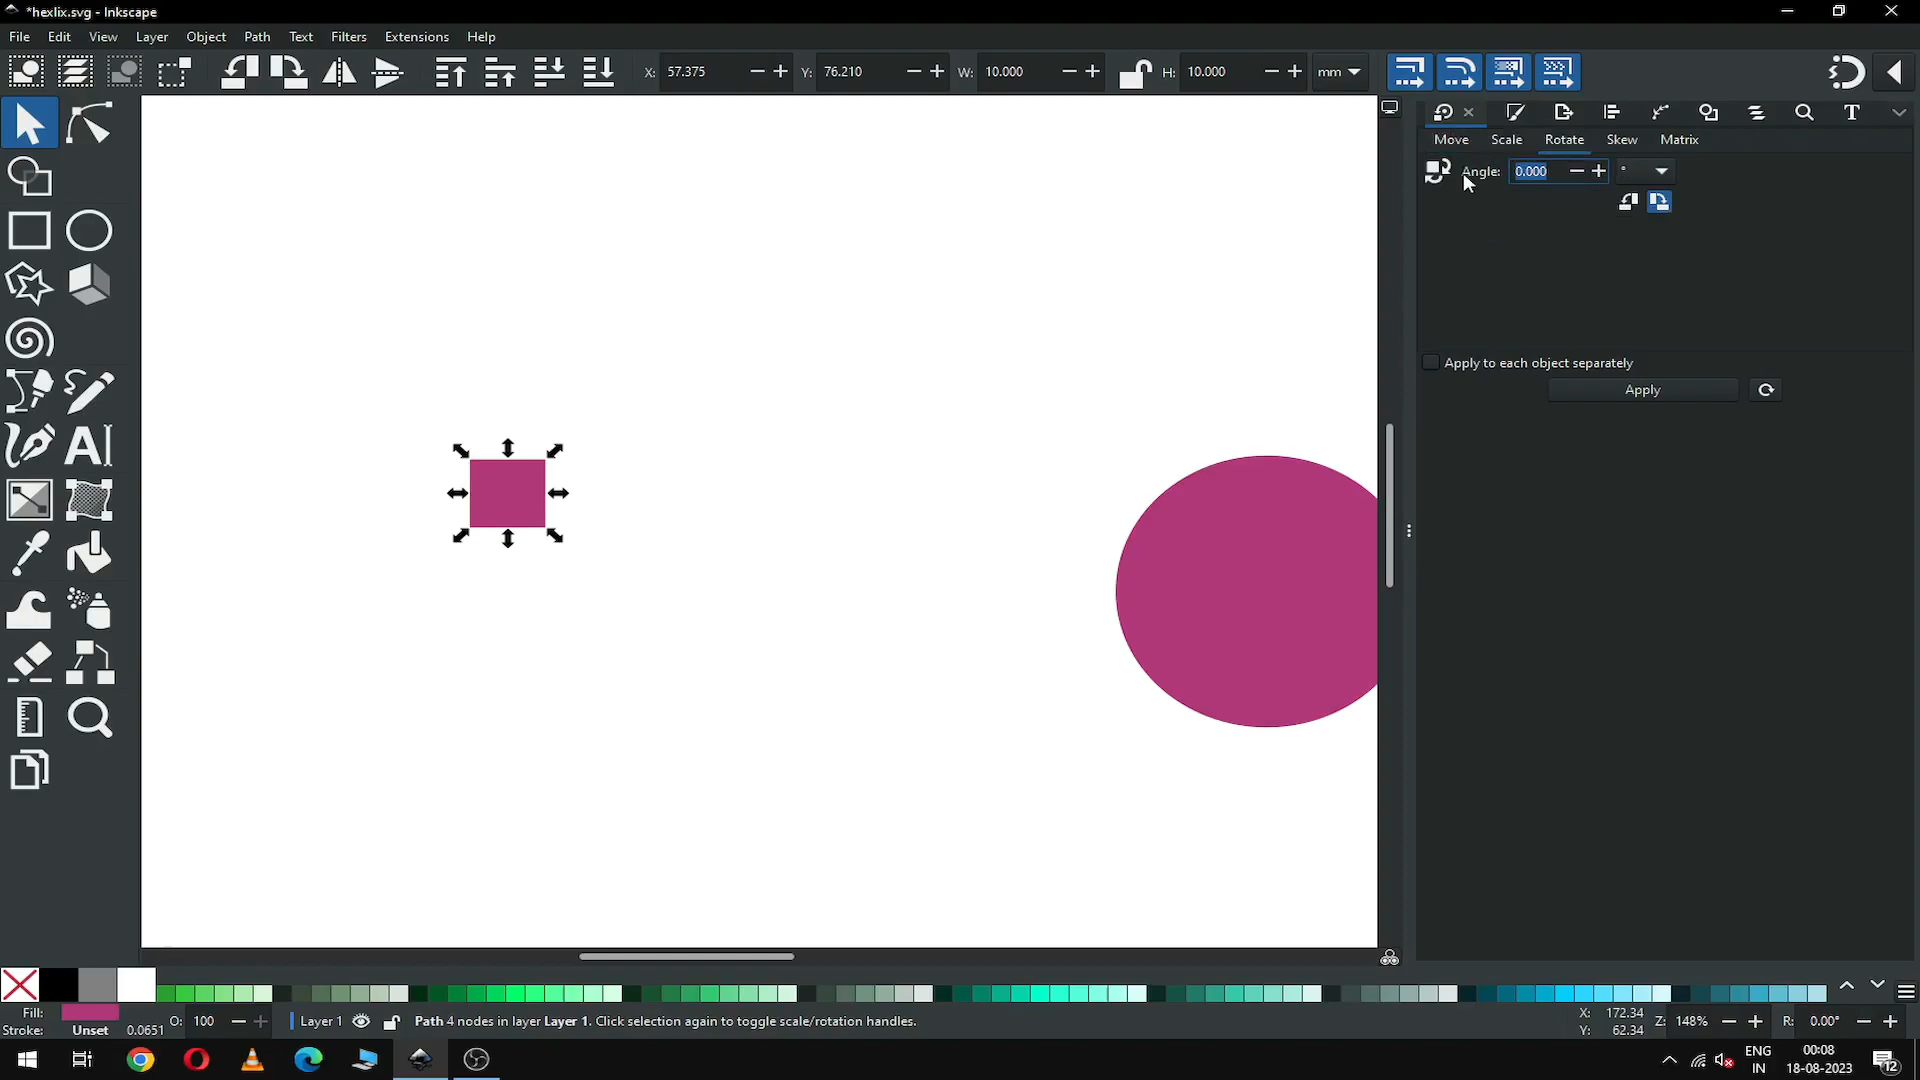 *hexlix.svg - Inkscape
File Edit View Layer Object Path Text Filters Extensions Help
X: 57.375 Y: 76.210 W: 10.000 H: 10.000 mm
Move Scale Rotate Skew Matrix
Angle: 0.000 °
Apply to each object separately
Apply
Fill: O: 100 Layer 1 Path 4 nodes in layer Layer 1. Click selection again to toggle scale/rotation handles. X: 172.34 Z: 148% R: 0.00°
Stroke: Unset 0.0651 Y: 62.34
ENG 00:08
IN 18-08-2023 12